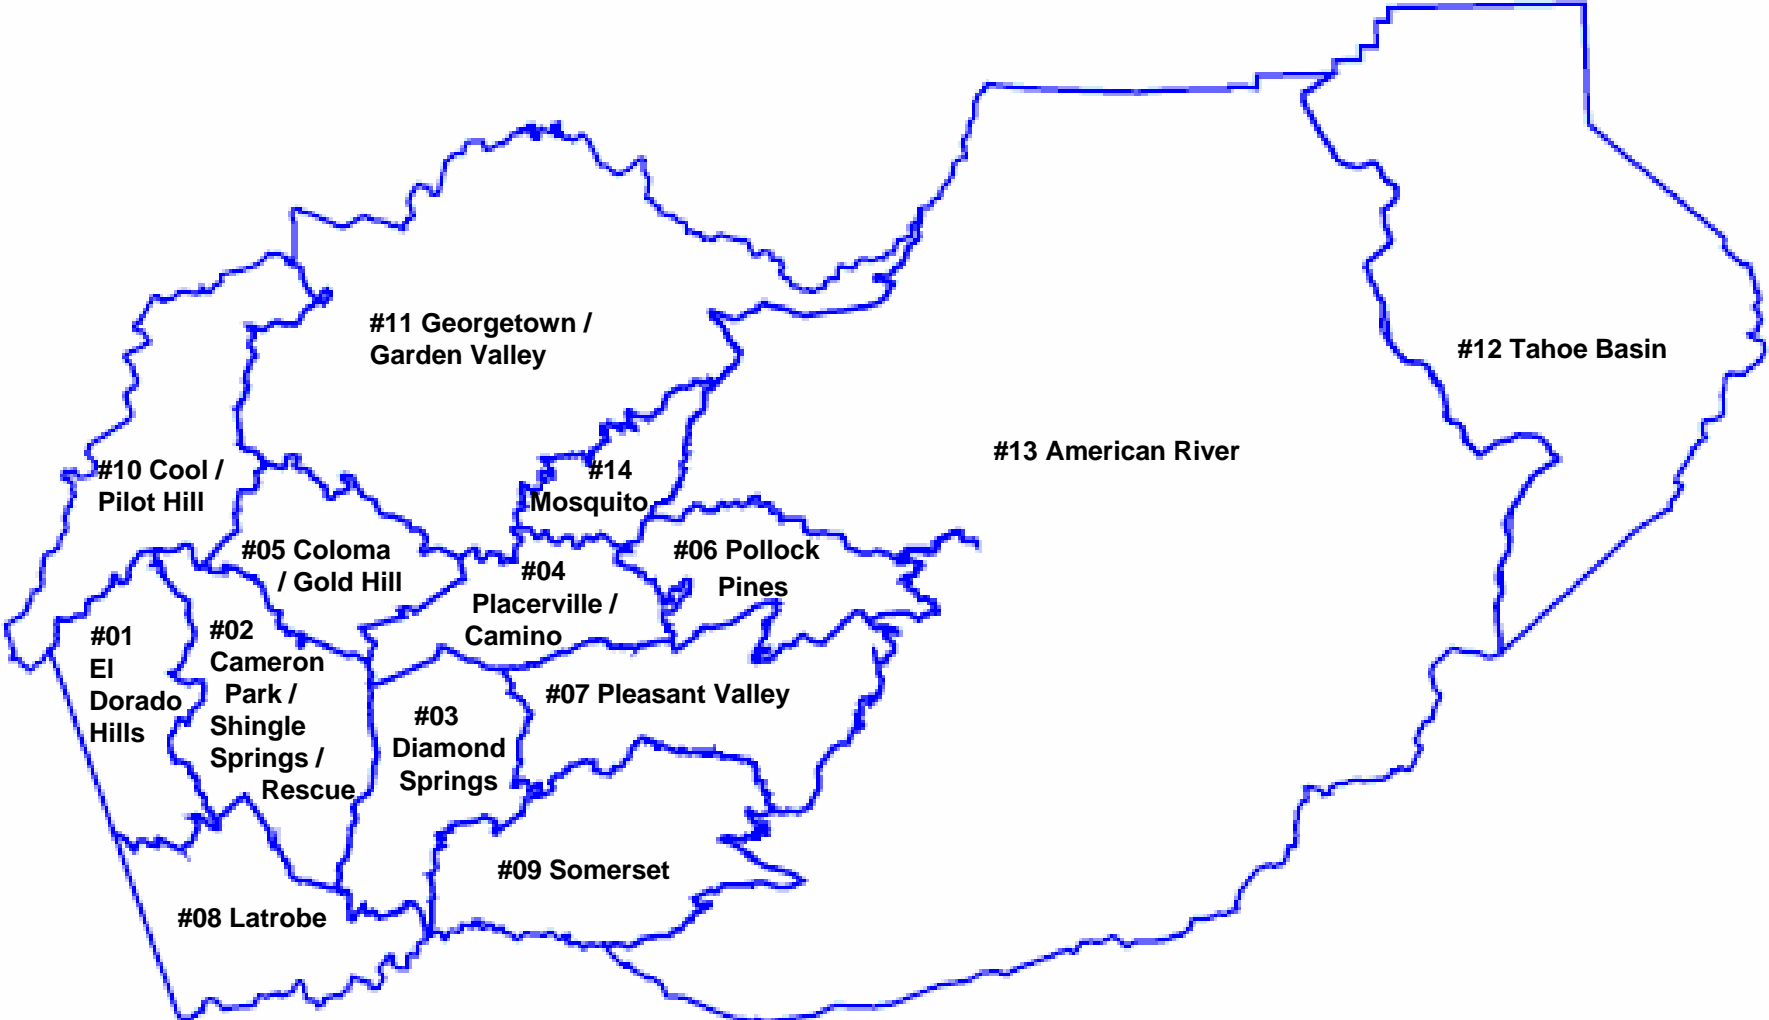 #11 Georgetown /
Garden Valley
#12 Tahoe Basin
#13 American River
#10 Cool /
Pilot Hill
#14
Mosquito
#05 Coloma
/ Gold Hill
#06 Pollock
Pines
#04
Placerville /
Camino
#01
El
Dorado
Hills
#02
Cameron
Park /
Shingle
Springs /
Rescue
#07 Pleasant Valley
#03
Diamond
Springs
#09 Somerset
#08 Latrobe